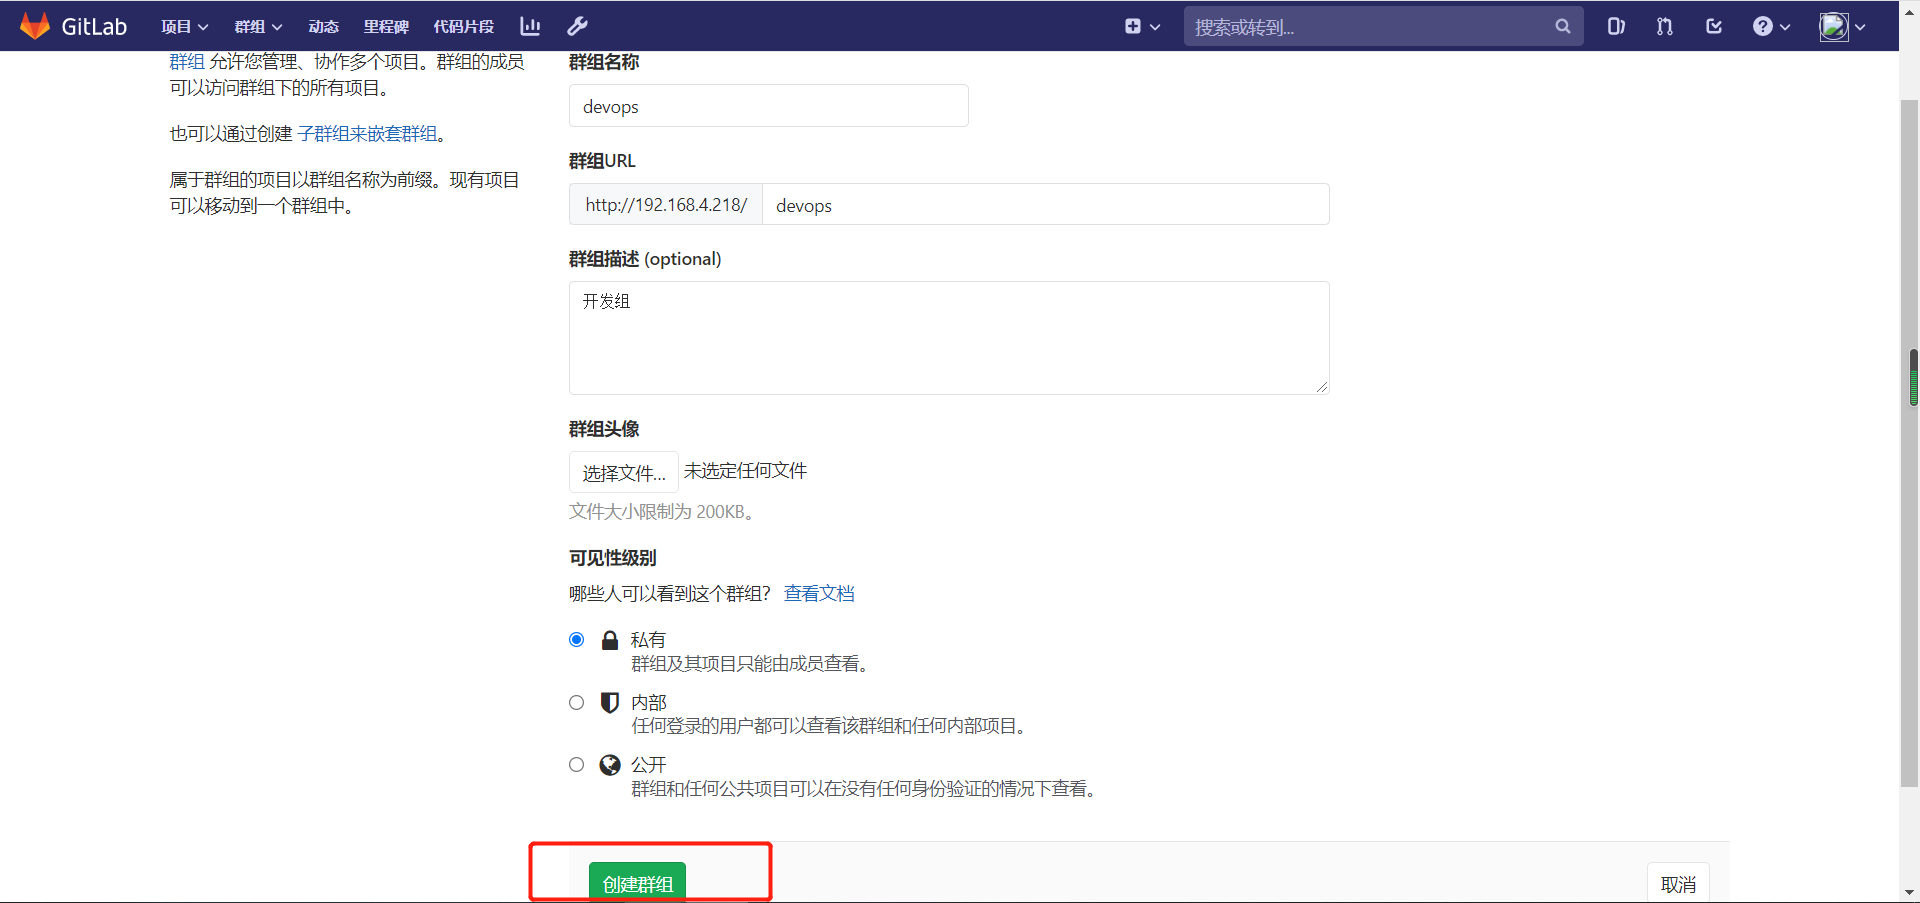 GitLab 项目 群组 动态 里程碑 代码片段 搜索或转到...
群组 允许您管理、协作多个项目。群组的成员
可以访问群组下的所有项目。
也可以通过创建 子群组来嵌套群组。
属于群组的项目以群组名称为前缀。现有项目
可以移动到一个群组中。
群组名称
devops
群组URL
http://192.168.4.218/ devops
群组描述 (optional)
开发组
群组头像
选择文件... 未选定任何文件
文件大小限制为 200KB。
可见性级别
哪些人可以看到这个群组? 查看文档
私有
群组及其项目只能由成员查看。
内部
任何登录的用户都可以查看该群组和任何内部项目。
公开
群组和任何公共项目可以在没有任何身份验证的情况下查看。
创建群组 取消